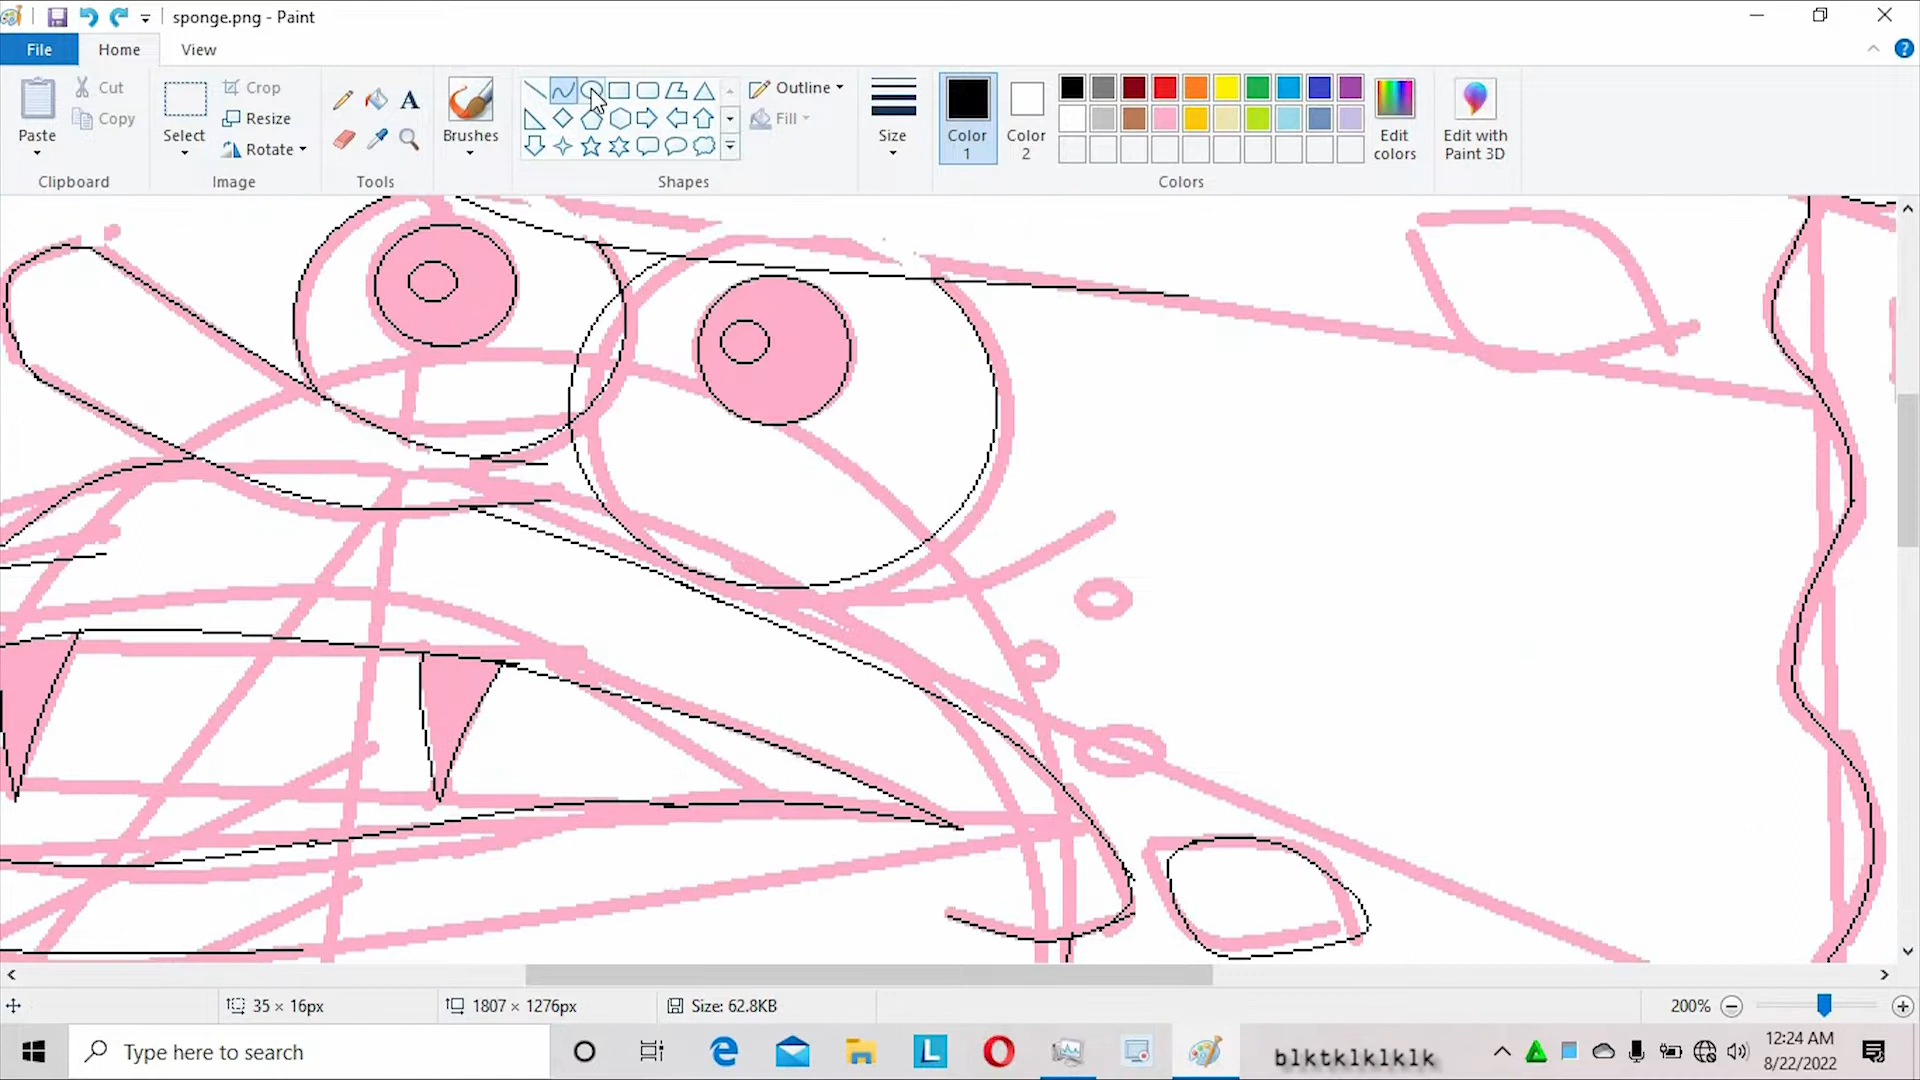 sponge.png - Paint
File
Home
View
Paste
Cut
Copy
Clipboard
Select
Crop
Resize
Rotate
Image
A
Tools
Brushes
Shapes
Outline
Fill
Size
Color 1
Color 2
Colors
Edit colors
Edit with Paint 3D
35 × 16px
1807 × 1276px
Size: 62.8KB
200%
Type here to search
L
blktklklklk
12:24 AM
8/22/2022